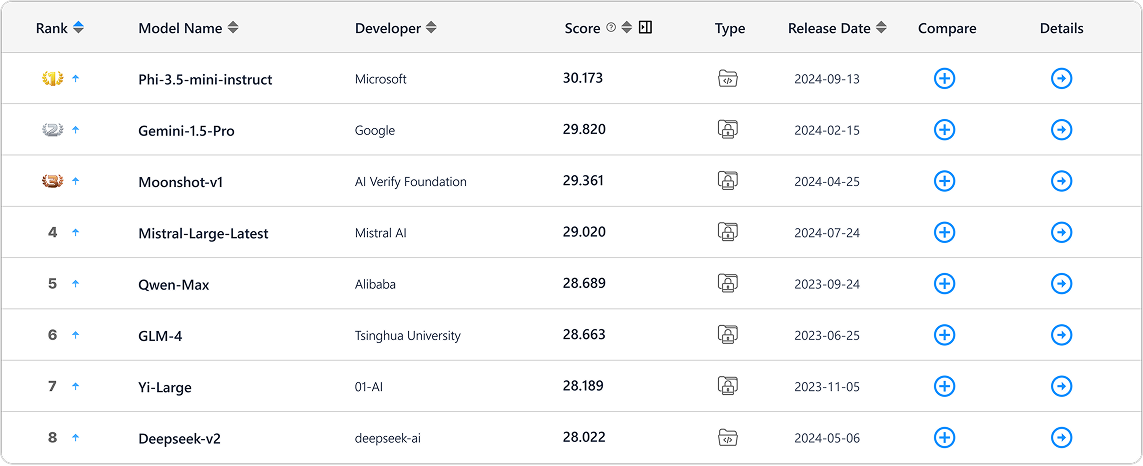 Rank Model Name Developer Score ? Type Release Date Compare Details
1 Phi-3.5-mini-instruct Microsoft 30.173 2024-09-13
2 Gemini-1.5-Pro Google 29.820 2024-02-15
3 Moonshot-v1 AI Verify Foundation 29.361 2024-04-25
4 Mistral-Large-Latest Mistral AI 29.020 2024-07-24
5 Qwen-Max Alibaba 28.689 2023-09-24
6 GLM-4 Tsinghua University 28.663 2023-06-25
7 Yi-Large 01-AI 28.189 2023-11-05
8 Deepseek-v2 deepseek-ai 28.022 2024-05-06